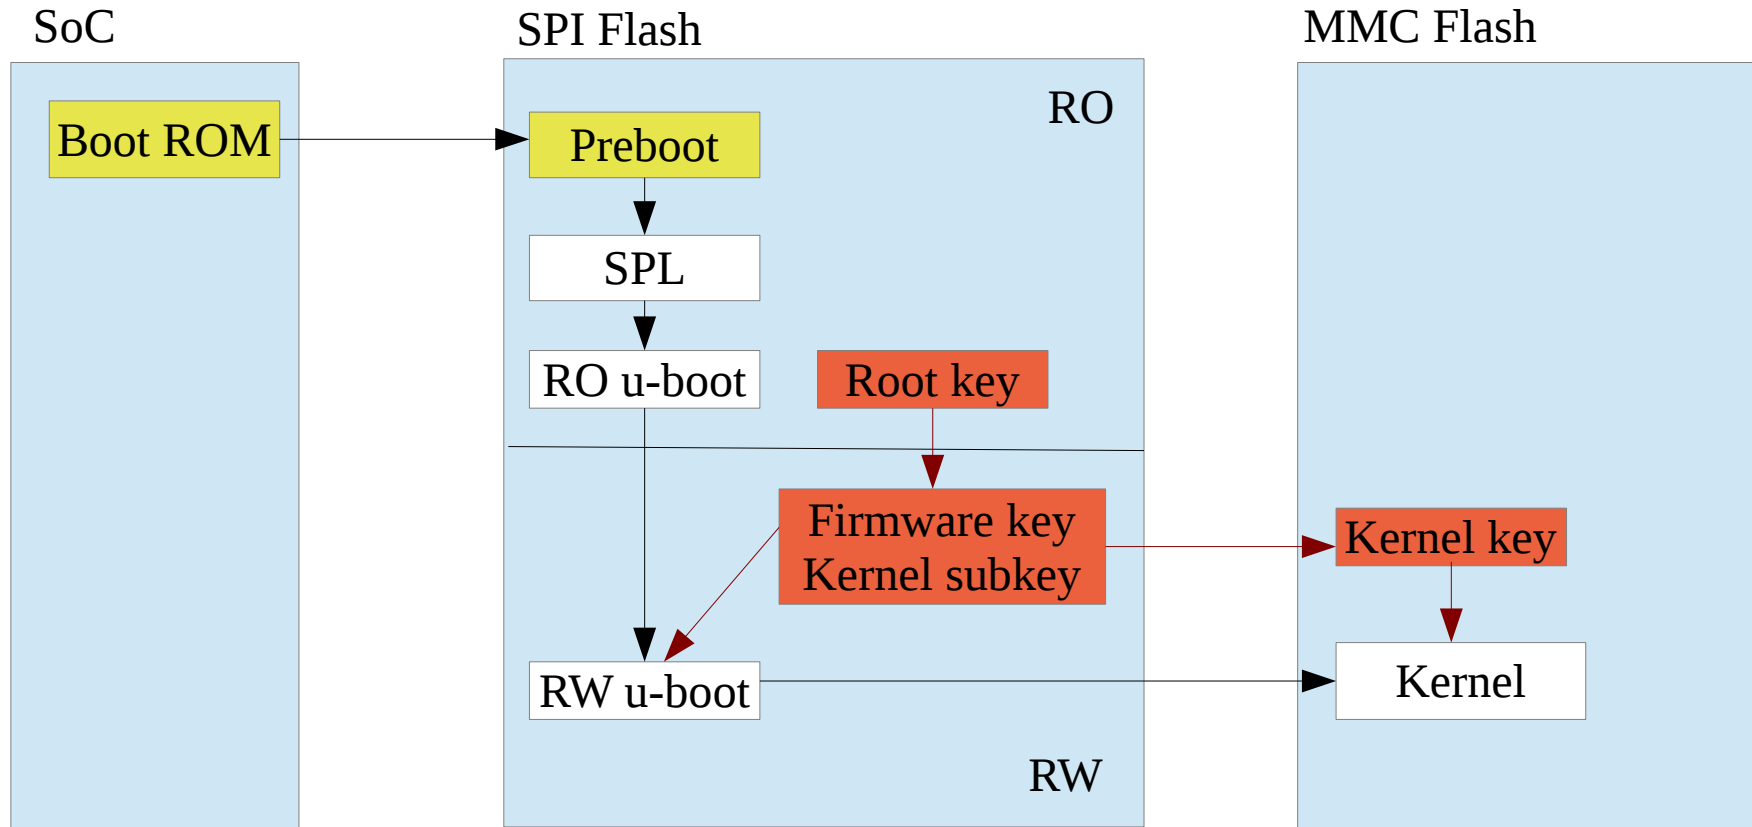 SoC
SPI Flash
MMC Flash
Boot ROM
Preboot
RO
SPL
RO u-boot
Root key
Firmware key
Kernel subkey
Kernel key
RW u-boot
Kernel
RW